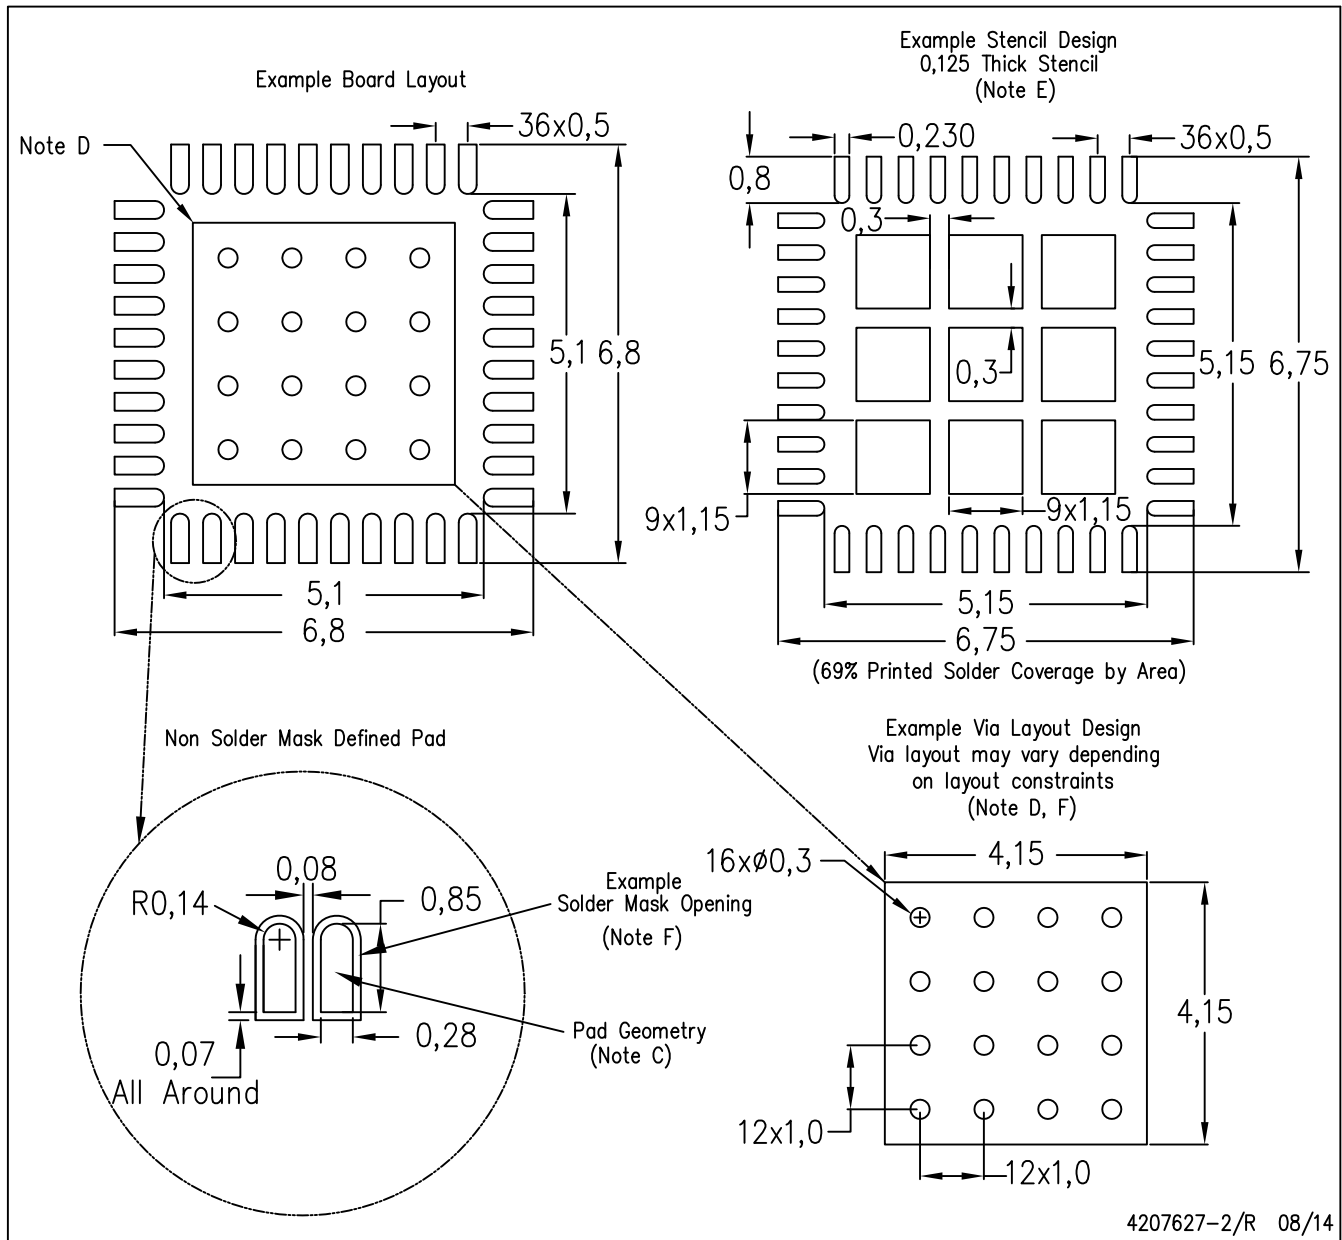 Example Board Layout
Note D
36x0,5
5,1
6,8
5,1
6,8
Example Stencil Design
0,125 Thick Stencil
(Note E)
0,230
36x0,5
0,8
0,3
0,3
5,15
6,75
9x1,15
9x1,15
5,15
6,75
(69% Printed Solder Coverage by Area)
Non Solder Mask Defined Pad
0,08
R0,14
0,85
Example
Solder Mask Opening
(Note F)
0,07
All Around
0,28
Pad Geometry
(Note C)
Example Via Layout Design
Via layout may vary depending
on layout constraints
(Note D, F)
16xø0,3
4,15
4,15
12x1,0
12x1,0
4207627-2/R 08/14